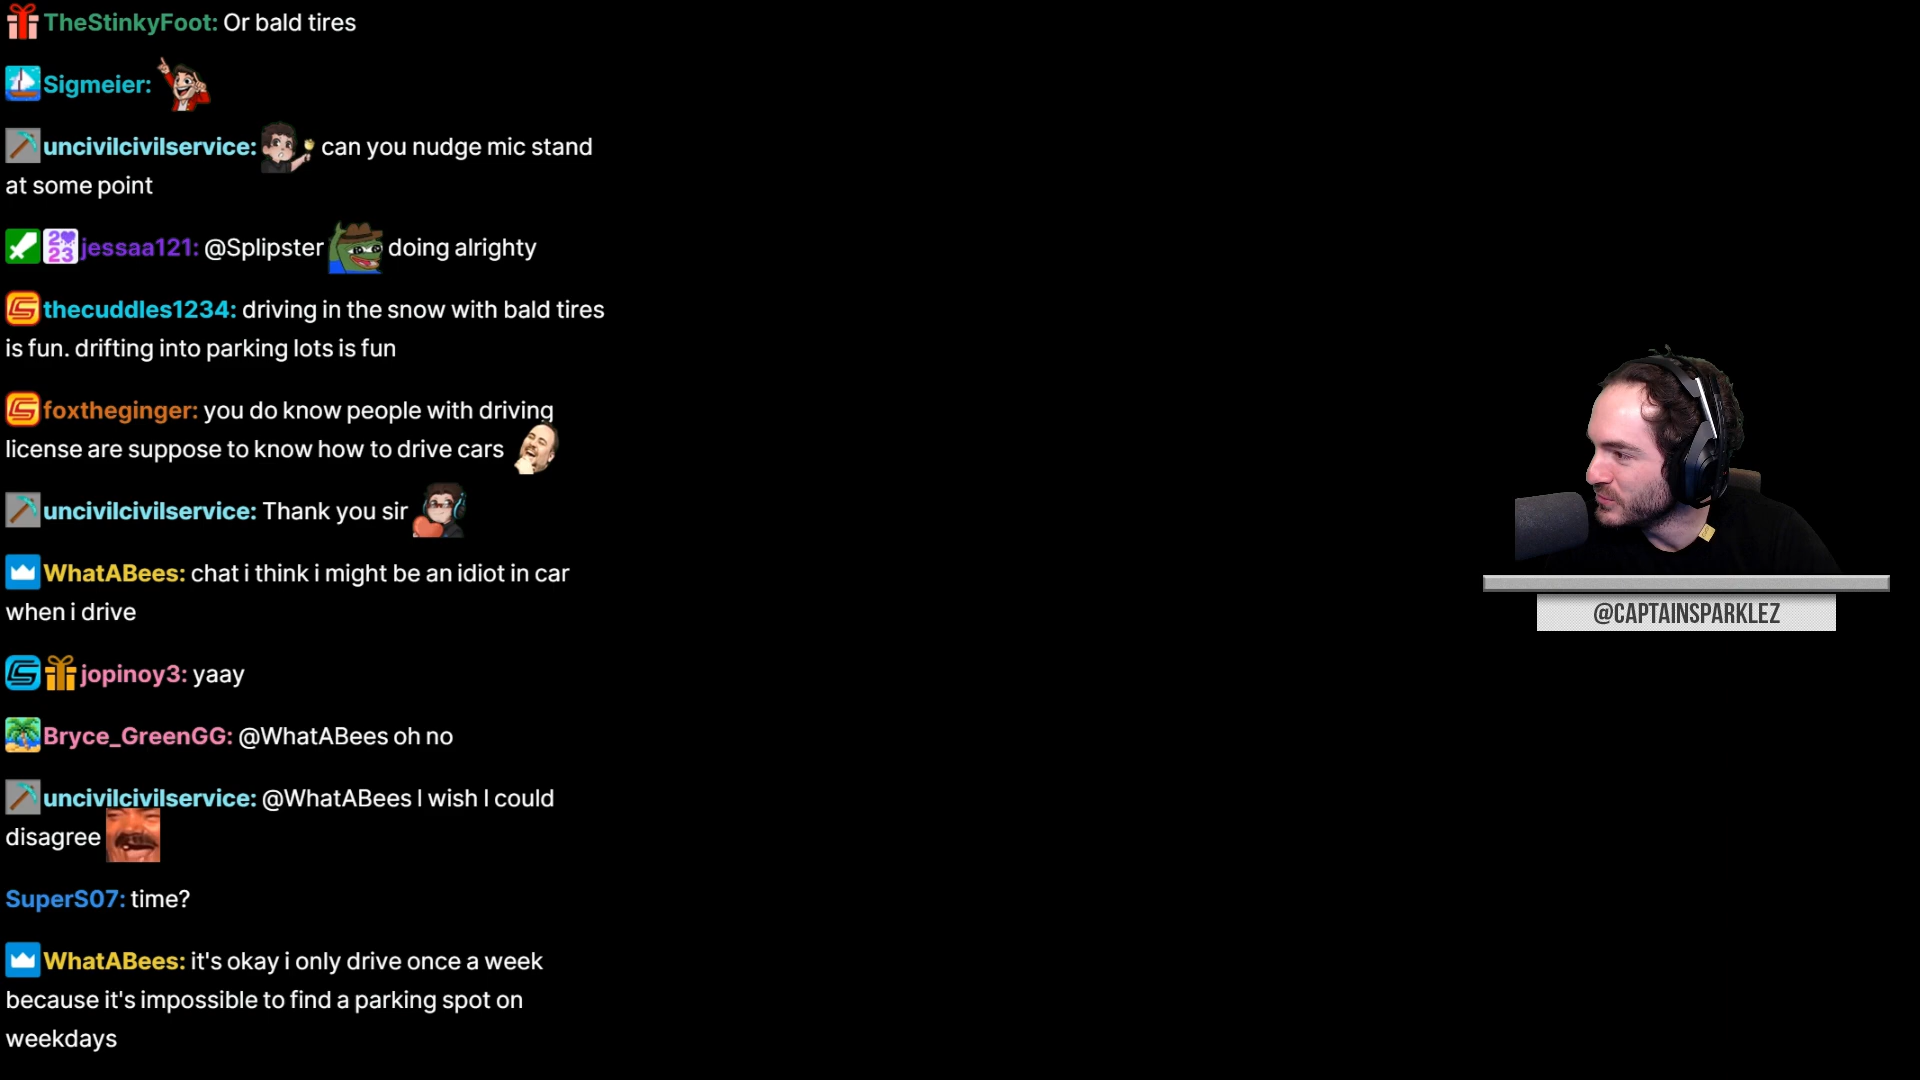 TheStinkyFoot: Or bald tires
Sigmeier:
uncivilcivilservice: can you nudge mic stand
at some point
2023 jessaa121: @Splipster doing alrighty
thecuddles1234: driving in the snow with bald tires
is fun. drifting into parking lots is fun
foxtheginger: you do know people with driving
license are suppose to know how to drive cars
uncivilcivilservice: Thank you sir
WhatABees: chat i think i might be an idiot in car
when i drive
jopinoy3: yaay
Bryce_GreenGG: @WhatABees oh no
uncivilcivilservice: @WhatABees I wish I could
disagree
SuperS07: time?
WhatABees: it's okay i only drive once a week
because it's impossible to find a parking spot on
weekdays
@CAPTAINSPARKLEZ